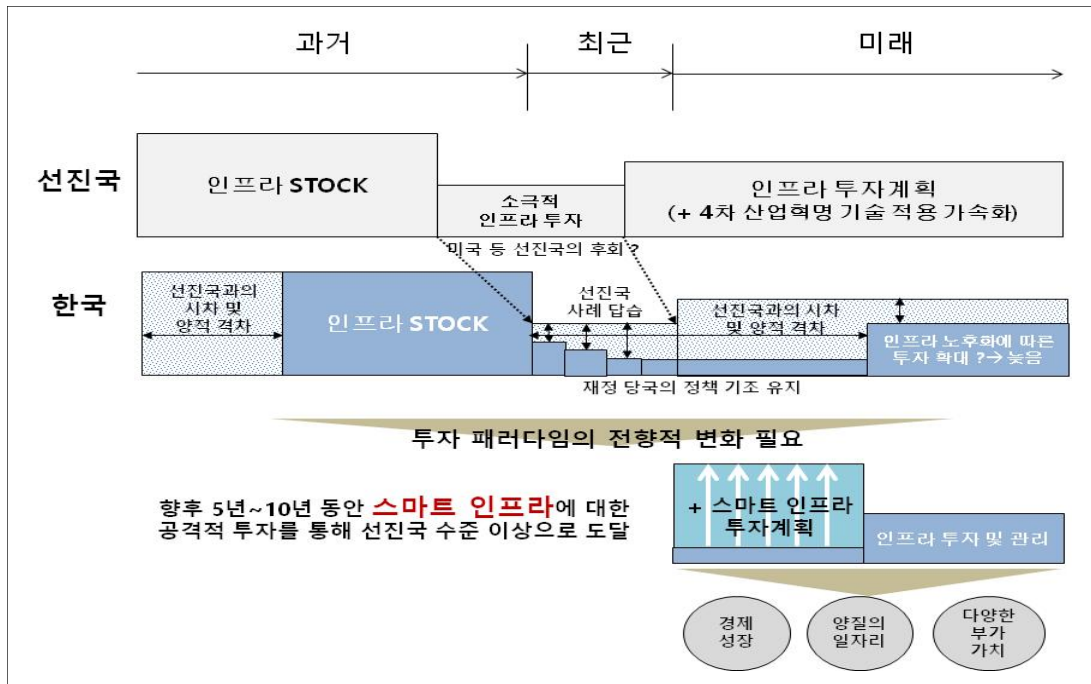 과거
최근
미래
선진국
인프라 STOCK
소극적
인프라 투자
인프라 투자계획
(+ 4차 산업혁명 기술 적용 가속화)
미국 등 선진국의 후회 ?
한국
선진국과의
시차 및
양적 격차
인프라 STOCK
선진국
사례 답습
선진국과의 시차
및 양적 격차
인프라 노후화에 따른
투자 확대 ?→ 늦음
재정 당국의 정책 기조 유지
투자 패러다임의 전향적 변화 필요
향후 5년~10년 동안 스마트 인프라에 대한
공격적 투자를 통해 선진국 수준 이상으로 도달
+ 스마트 인프라
투자계획
인프라 투자 및 관리
경제
성장
양질의
일자리
다양한
부가
가치